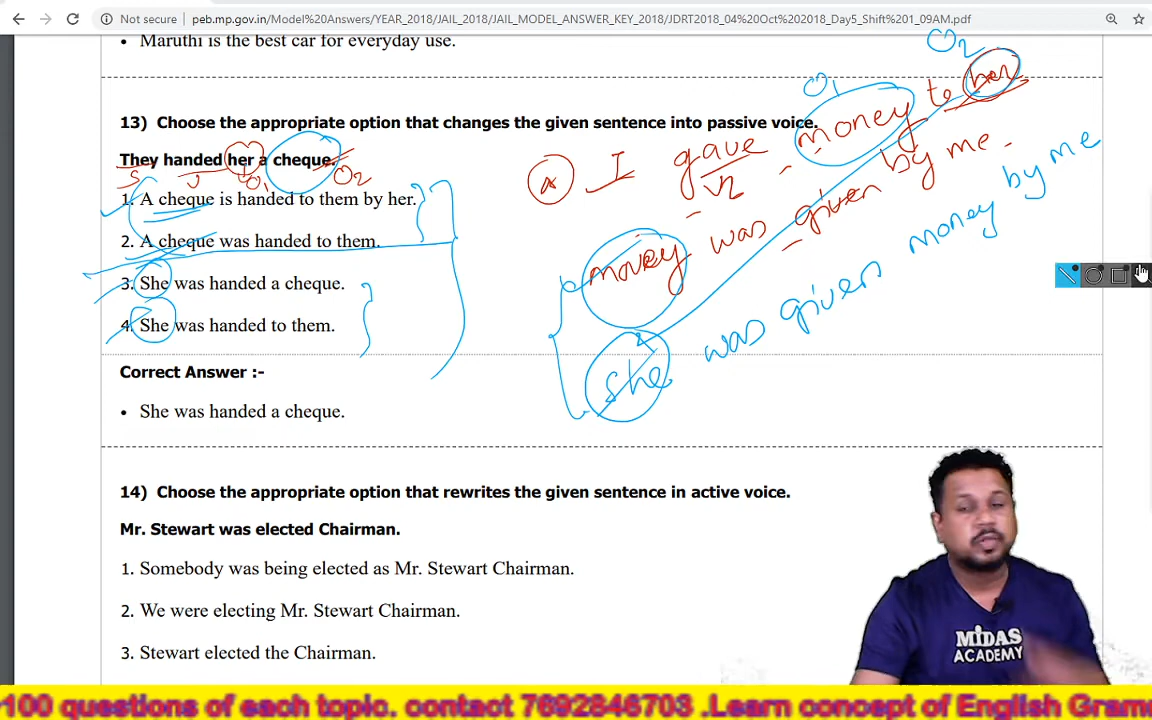 Not secure | peb.mp.gov.in/Model%20Answers/YEAR_2018/JAIL_MODEL_ANSWER_KEY_2018/JDRT2018_04%20Oct%202018_Day5_Shift%201_09AM.pdf
• Maruthi is the best car for everyday use.
O2
O1
13) Choose the appropriate option that changes the given sentence into passive voice.
They handed her a cheque.
S V O1 O2
1. A cheque is handed to them by her.
2. A cheque was handed to them.
3. She was handed a cheque.
4. She was handed to them.
I gave money to her
V2
money was given by me.
She was given money by me
Correct Answer :-
• She was handed a cheque.
14) Choose the appropriate option that rewrites the given sentence in active voice.
Mr. Stewart was elected Chairman.
1. Somebody was being elected as Mr. Stewart Chairman.
2. We were electing Mr. Stewart Chairman.
3. Stewart elected the Chairman.
MIDAS
ACADEMY
100 questions of each topic. contact 7692846703 .Learn concept of English Grame